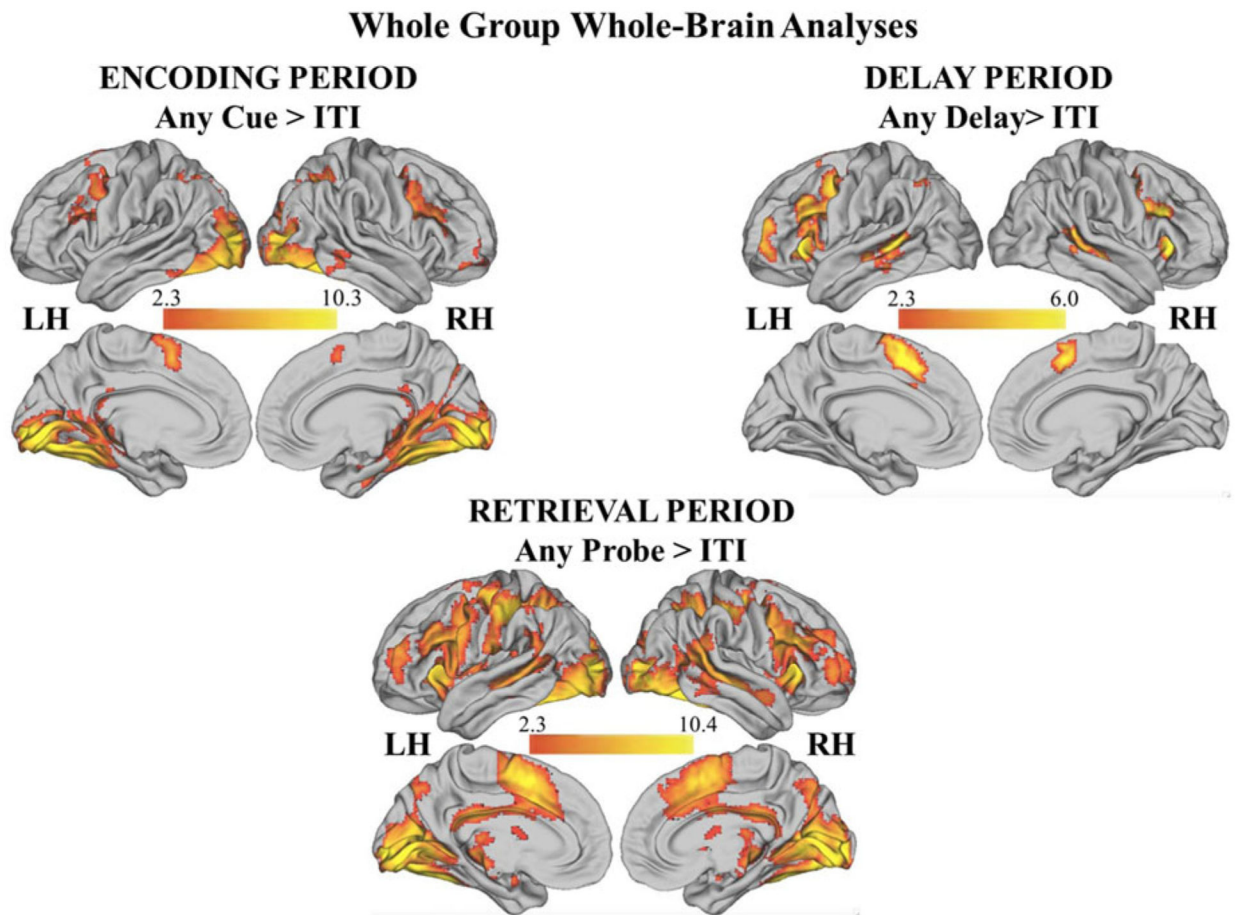 Whole Group Whole-Brain Analyses
ENCODING PERIOD
Any Cue > ITI
2.3 10.3
LH RH
DELAY PERIOD
Any Delay> ITI
2.3 6.0
LH RH
RETRIEVAL PERIOD
Any Probe > ITI
2.3 10.4
LH RH